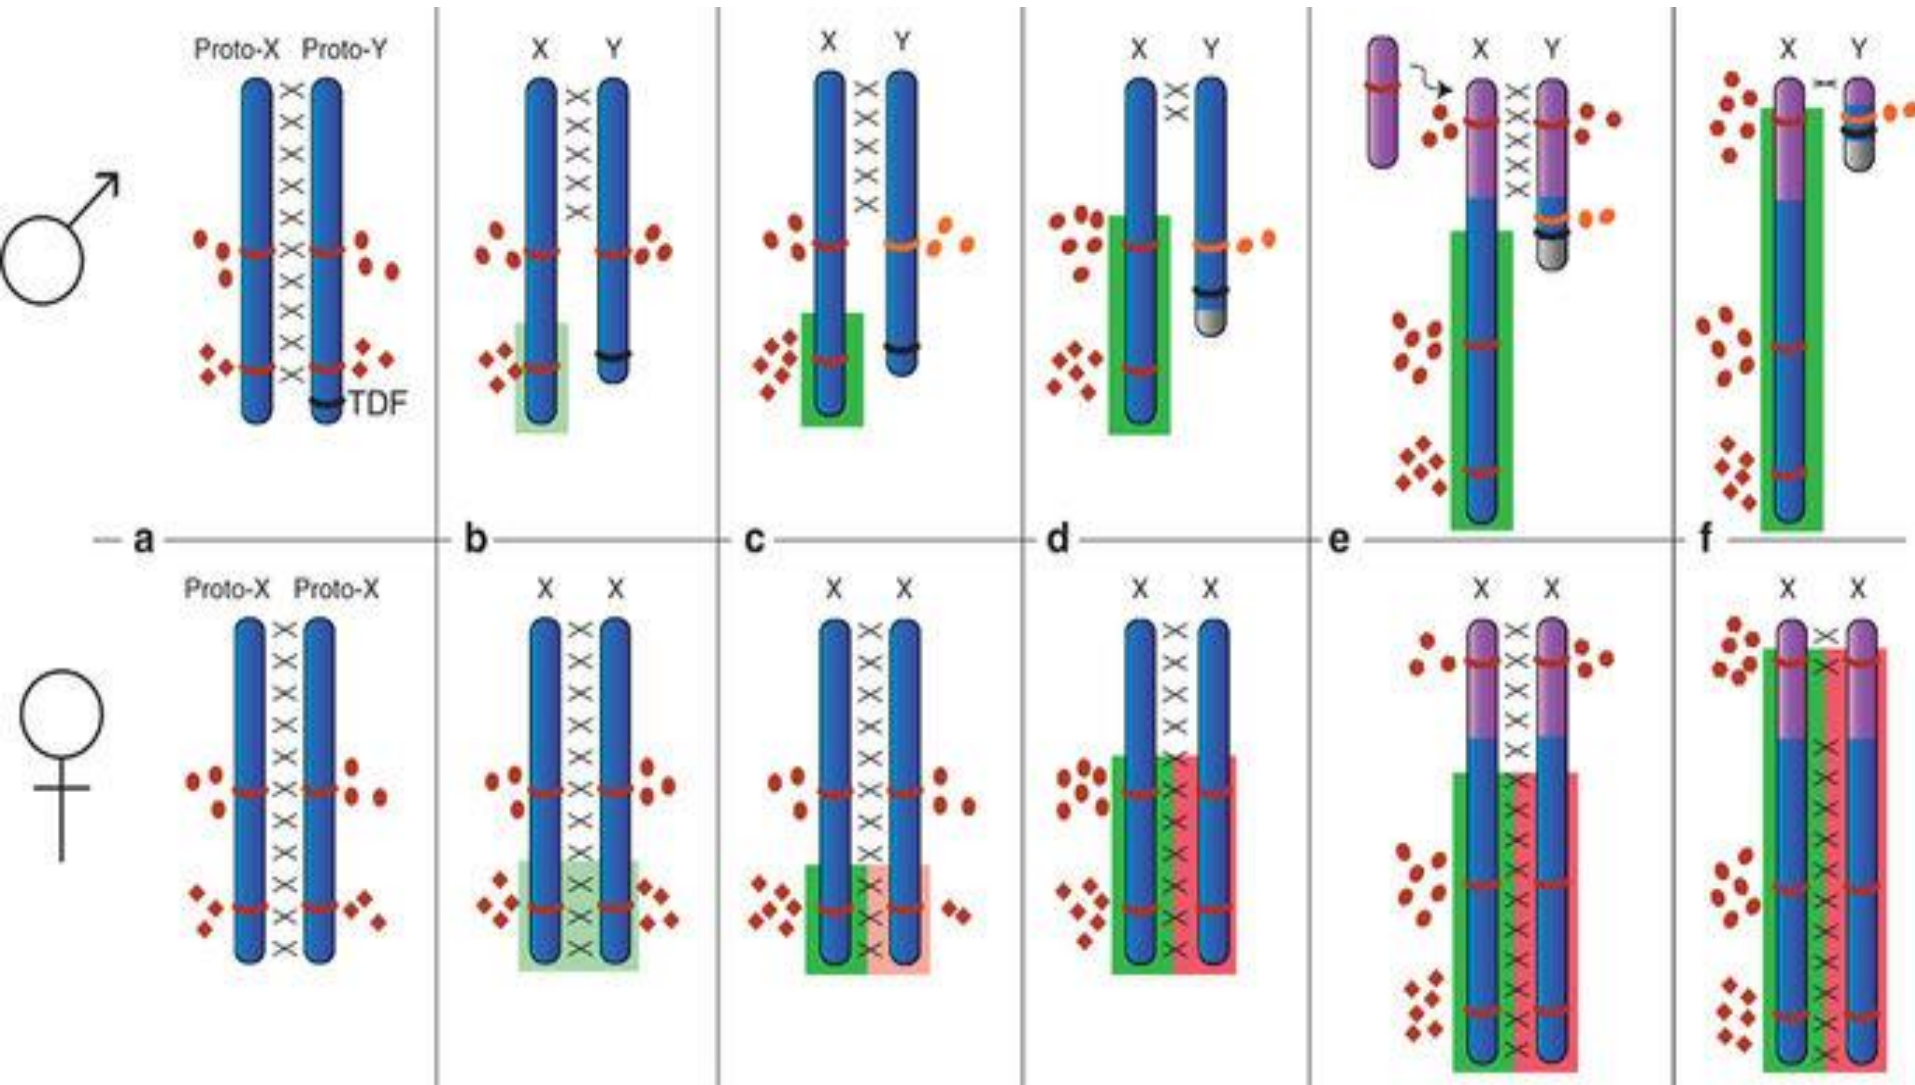 Proto-X Proto-Y
X Y
X Y
X Y
X Y
X Y
TDF
a b c d e f
Proto-X Proto-X
X X
X X
X X
X X
X X